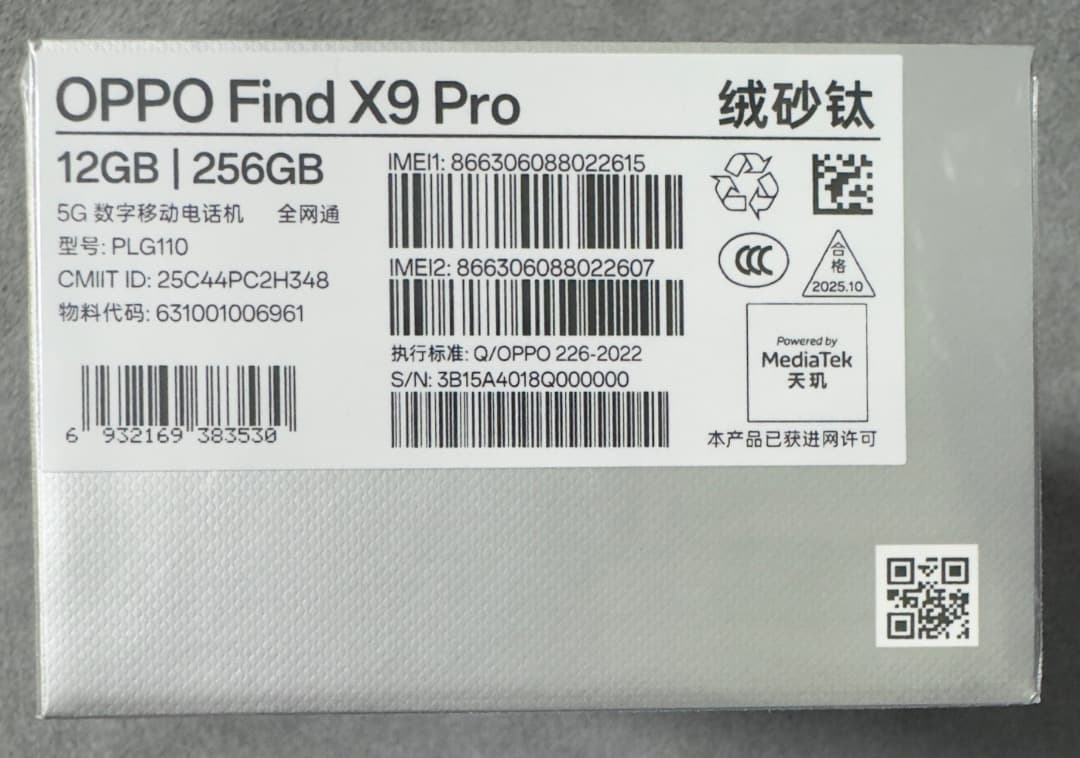 OPPO Find X9 Pro
绒砂钛
12GB | 256GB
5G 数字移动电话机 全网通
型号: PLG110
CMIIT ID: 25C44PC2H348
物料代码: 631001006961
6 932169 383530
IMEI1: 866306088022615
IMEI2: 866306088022607
执行标准: Q/OPPO 226-2022
S/N: 3B15A4018Q000000
CCC
合
格
2025.10
Powered by
MediaTek
天玑
本产品已获进网许可